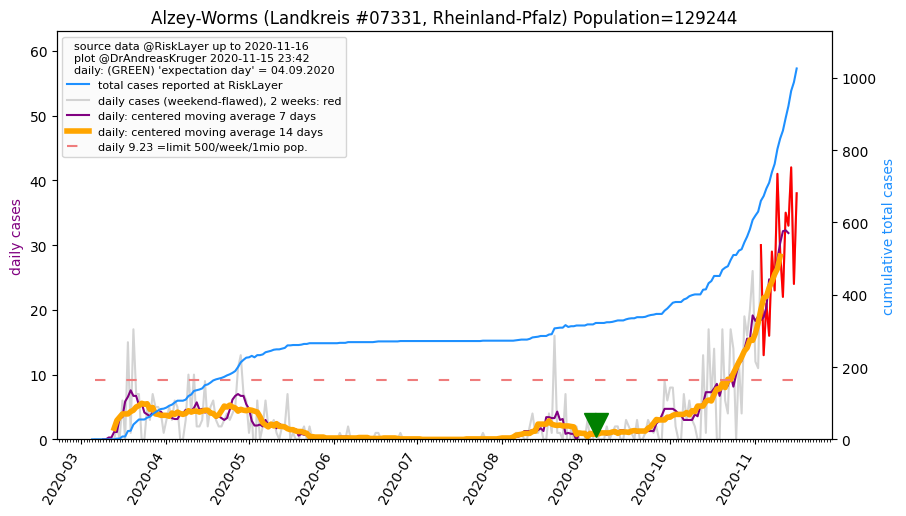 Alzey-Worms (Landkreis #07331, Rheinland-Pfalz) Population=129244
source data @RiskLayer up to 2020-11-16
plot @DrAndreasKruger 2020-11-15 23:42
daily: (GREEN) 'expectation day' = 04.09.2020
total cases reported at RiskLayer
daily cases (weekend-flawed), 2 weeks: red
daily: centered moving average 7 days
daily: centered moving average 14 days
daily 9.23 =limit 500/week/1mio pop.
daily cases
60
50
40
30
20
10
0
cumulative total cases
1000
800
600
400
200
0
2020-03
2020-04
2020-05
2020-06
2020-07
2020-08
2020-09
2020-10
2020-11